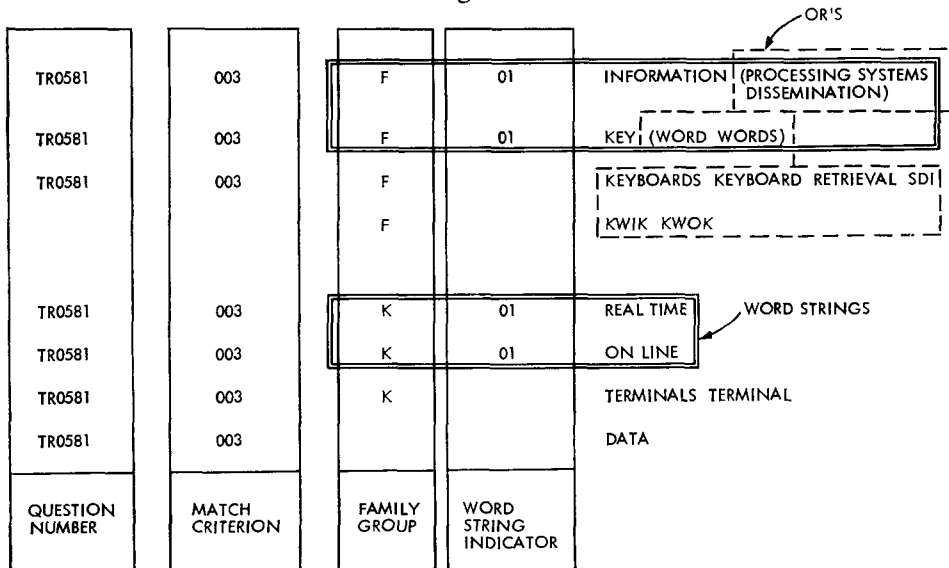 OR'S
TR0581 003 F 01 INFORMATION (PROCESSING SYSTEMS
DISSEMINATION)
TR0581 003 F 01 KEY (WORD WORDS)
TR0581 003 F KEYBOARDS KEYBOARD RETRIEVAL SDI
F KWIK KWOK
TR0581 003 K 01 REAL TIME
WORD STRINGS
TR0581 003 K 01 ON LINE
TR0581 003 K TERMINALS TERMINAL
TR0581 003 DATA
QUESTION
NUMBER
MATCH
CRITERION
FAMILY
GROUP
WORD
STRING
INDICATOR